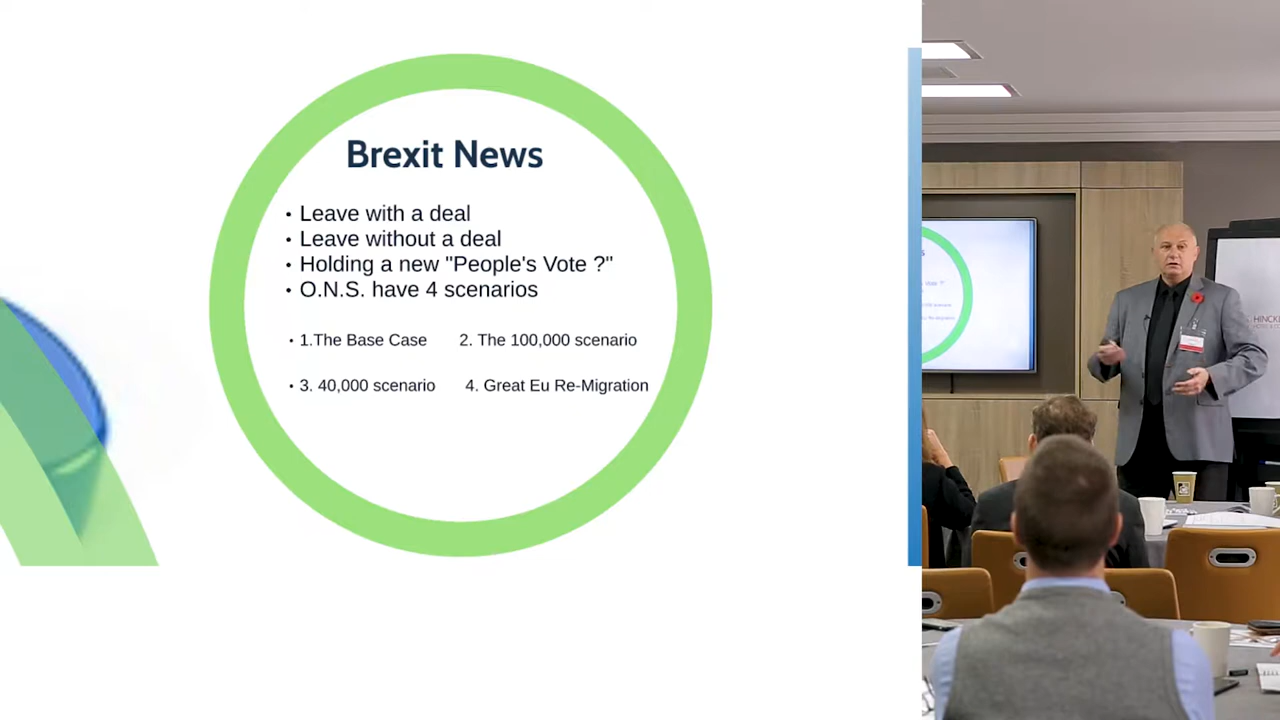 Brexit News
• Leave with a deal
• Leave without a deal
• Holding a new "People's Vote ?"
• O.N.S. have 4 scenarios
• 1.The Base Case 2. The 100,000 scenario
• 3. 40,000 scenario 4. Great Eu Re-Migration